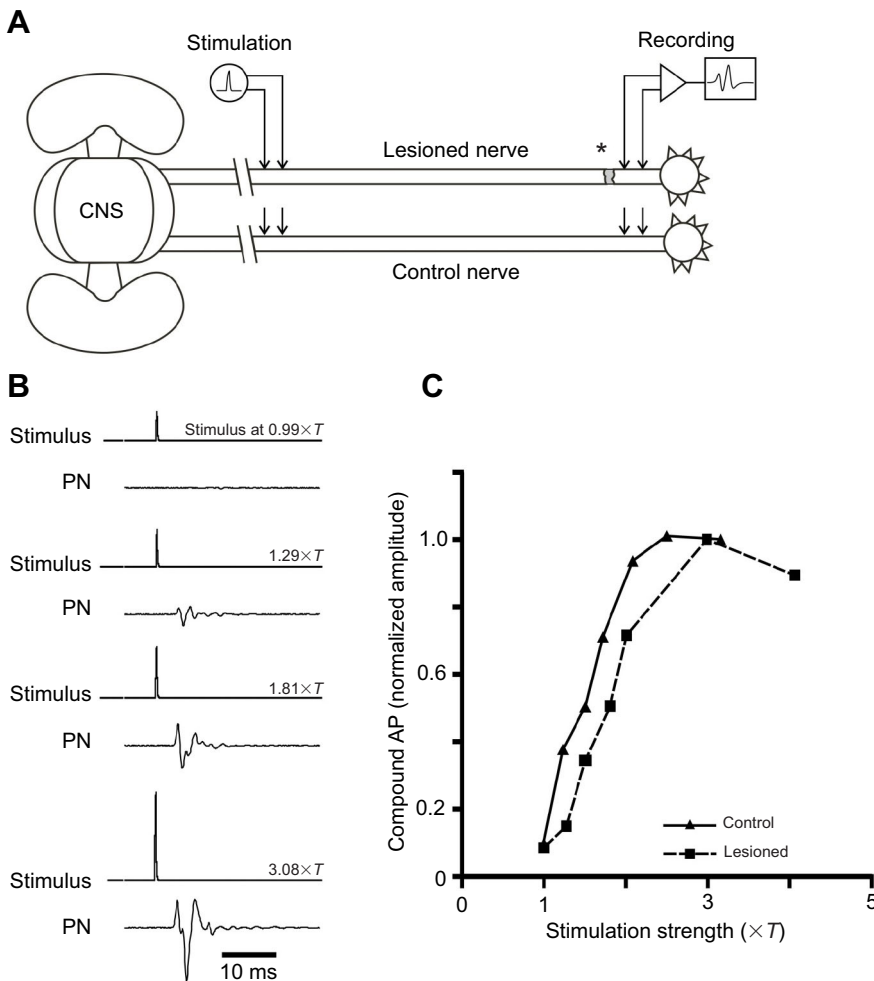 A
Stimulation
Recording
Lesioned nerve
*
CNS
Control nerve
B
Stimulus
Stimulus at 0.99×T
PN
Stimulus
1.29×T
PN
Stimulus
1.81×T
PN
Stimulus
3.08×T
PN
10 ms
C
Compound AP (normalized amplitude)
1.0
0.6
0.2
0
Control
Lesioned
0
1
3
5
Stimulation strength (×T)